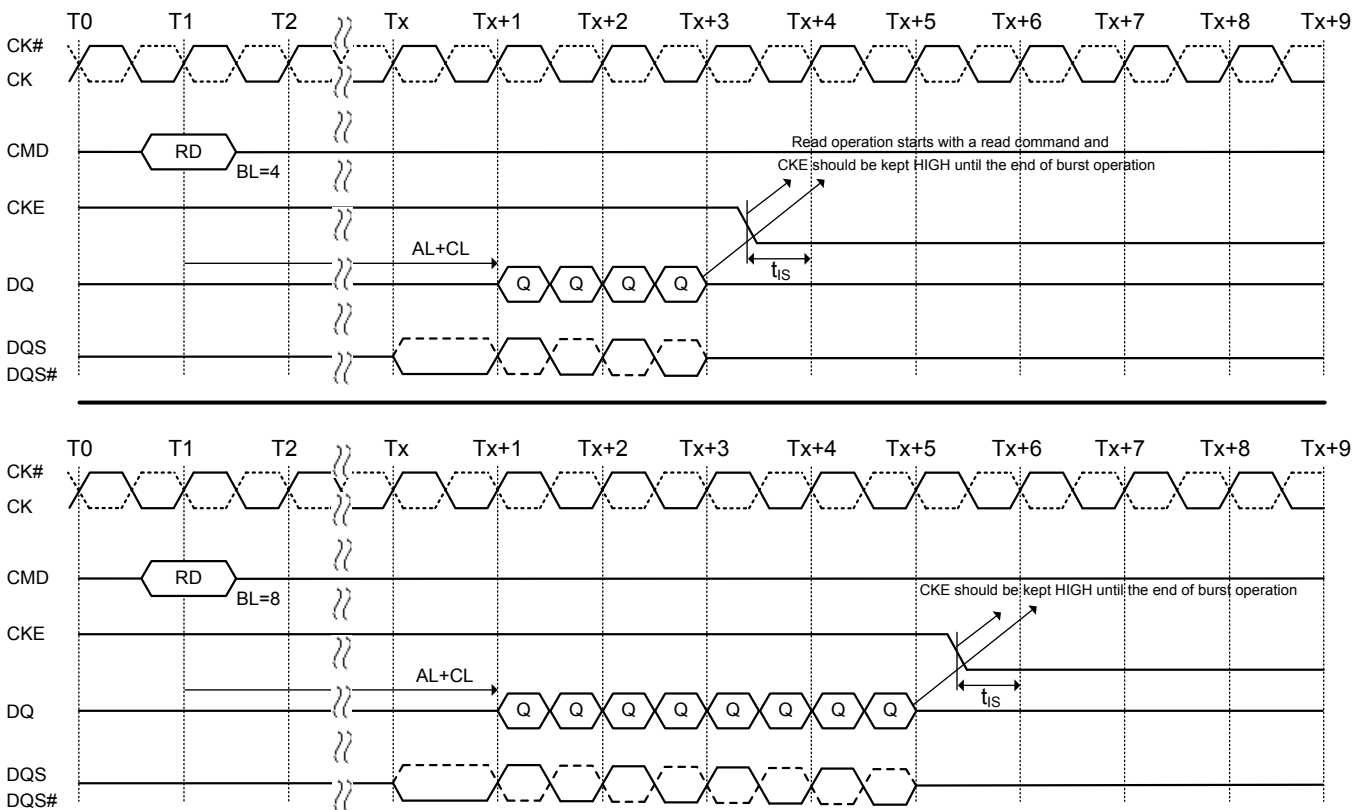 T0 T1 T2 Tx Tx+1 Tx+2 Tx+3 Tx+4 Tx+5 Tx+6 Tx+7 Tx+8 Tx+9
CK#
CK
CMD RD BL=4
Read operation starts with a read command and
CKE should be kept HIGH until the end of burst operation
CKE
AL+CL
tIS
DQ Q Q Q Q
DQS
DQS#
T0 T1 T2 Tx Tx+1 Tx+2 Tx+3 Tx+4 Tx+5 Tx+6 Tx+7 Tx+8 Tx+9
CK#
CK
CMD RD BL=8
CKE should be kept HIGH until the end of burst operation
CKE
AL+CL
tIS
DQ Q Q Q Q Q Q Q Q
DQS
DQS#